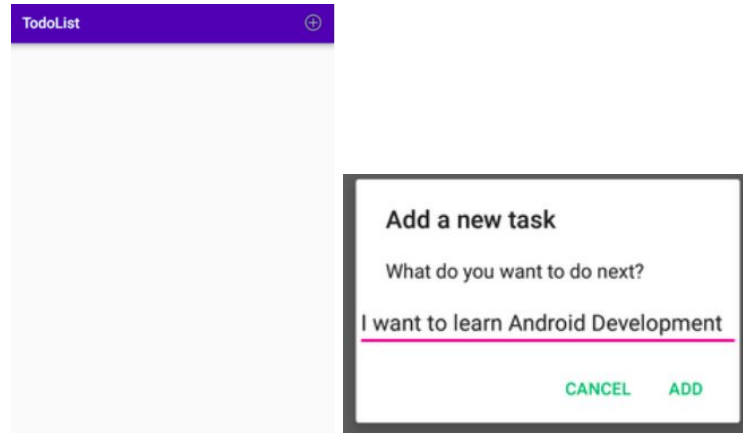 TodoList
Add a new task
What do you want to do next?
I want to learn Android Development
CANCEL ADD